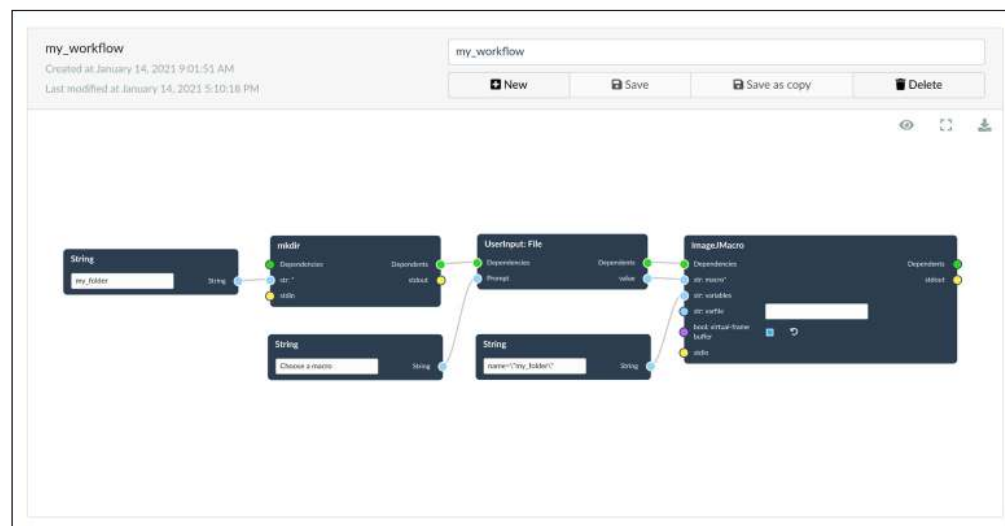 my_workflow
my_workflow
Created at January 14, 2021 9:01:51 AM
Last modified at January 14, 2021 5:10:18 PM
New
Save
Save as copy
Delete
String
my_folder
String
mkdir
Dependencies
Dependents
str: *
stdout
stdin
UserInput: File
Dependencies
Dependents
Prompt
value
ImageJMacro
Dependencies
Dependents
str: macro*
stdout
str: variables
str: varfile
bool: virtual-frame
buffer
stdin
String
Choose a macro
String
String
name=\"my_folder\"
String